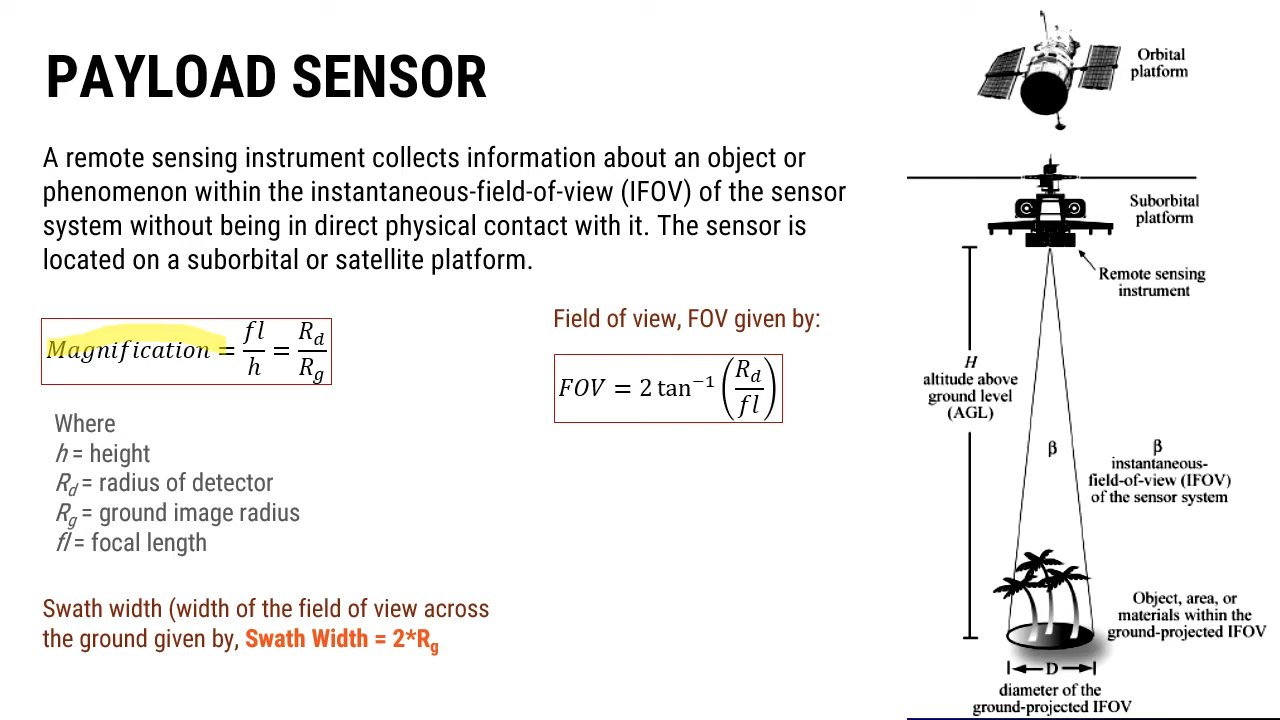 PAYLOAD SENSOR
A remote sensing instrument collects information about an object or
phenomenon within the instantaneous-field-of-view (IFOV) of the sensor
system without being in direct physical contact with it. The sensor is
located on a suborbital or satellite platform.
Magnification = fl/h = R_d/R_g
Where
h = height
R_d = radius of detector
R_g = ground image radius
fl = focal length
Swath width (width of the field of view across
the ground given by, Swath Width = 2*R_g
Field of view, FOV given by:
FOV = 2 tan⁻¹ (R_d/fl)
Orbital
platform
Suborbital
platform
Remote sensing
instrument
H
altitude above
ground level
(AGL)
β
β
instantaneous-
field-of-view (IFOV)
of the sensor system
Object, area, or
materials within the
ground-projected IFOV
D
diameter of the
ground-projected IFOV